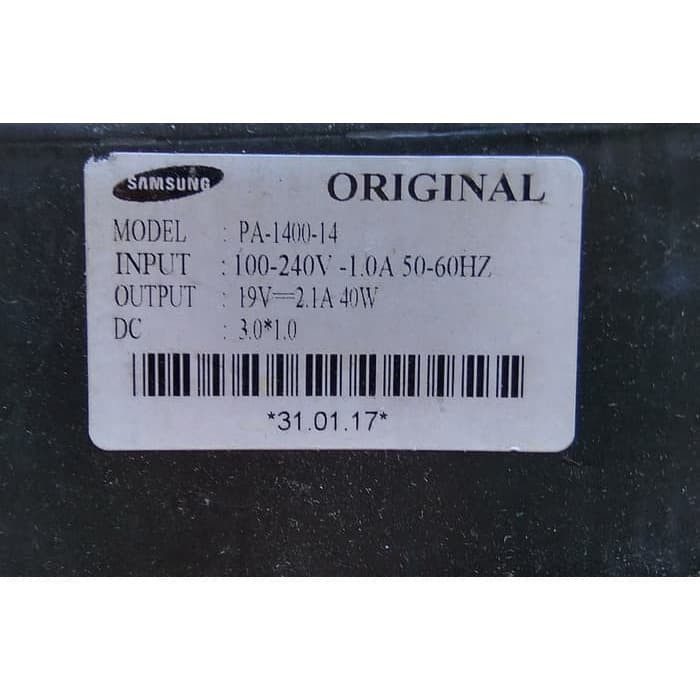 SAMSUNG ORIGINAL
MODEL : PA-1400-14
INPUT : 100-240V -1.0A 50-60HZ
OUTPUT : 19V⎓2.1A 40W
DC : 3.0*1.0
*31.01.17*